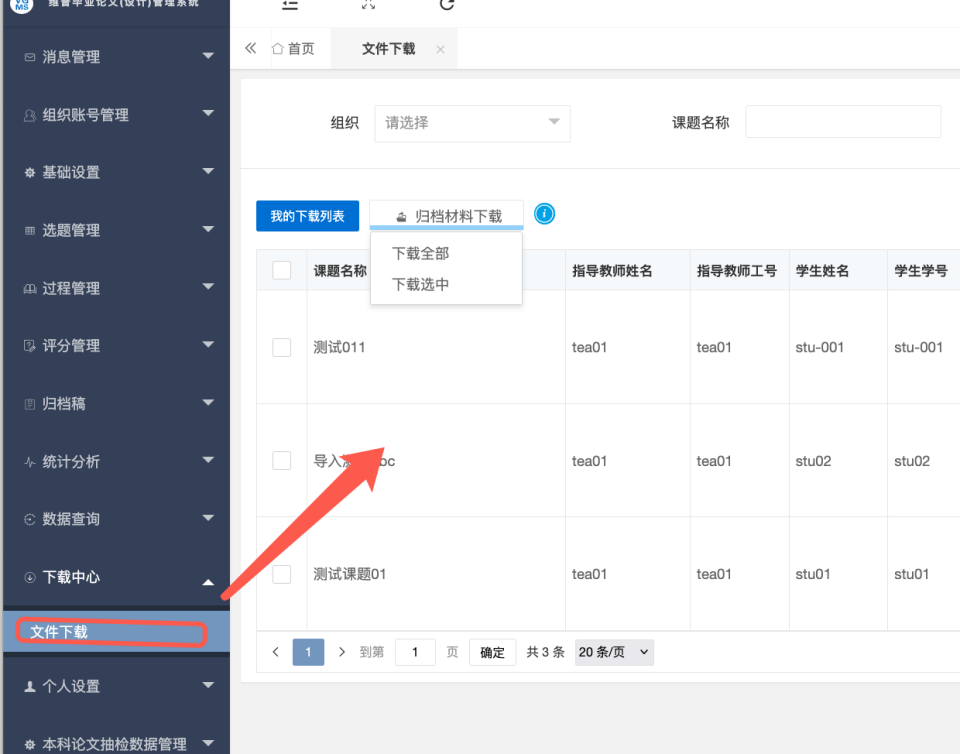 维普毕业论文(设计)管理系统
消息管理
组织账号管理
基础设置
选题管理
过程管理
评分管理
归档稿
统计分析
数据查询
下载中心
文件下载
个人设置
本科论文抽检数据管理
首页
文件下载
组织
请选择
课题名称
我的下载列表
归档材料下载
下载全部
下载选中
课题名称 指导教师姓名 指导教师工号 学生姓名 学生学号
测试011 tea01 tea01 stu-001 stu-001
导入 oc tea01 tea01 stu02 stu02
测试课题01 tea01 tea01 stu01 stu01
1 到第 1 页 确定 共 3 条 20 条/页